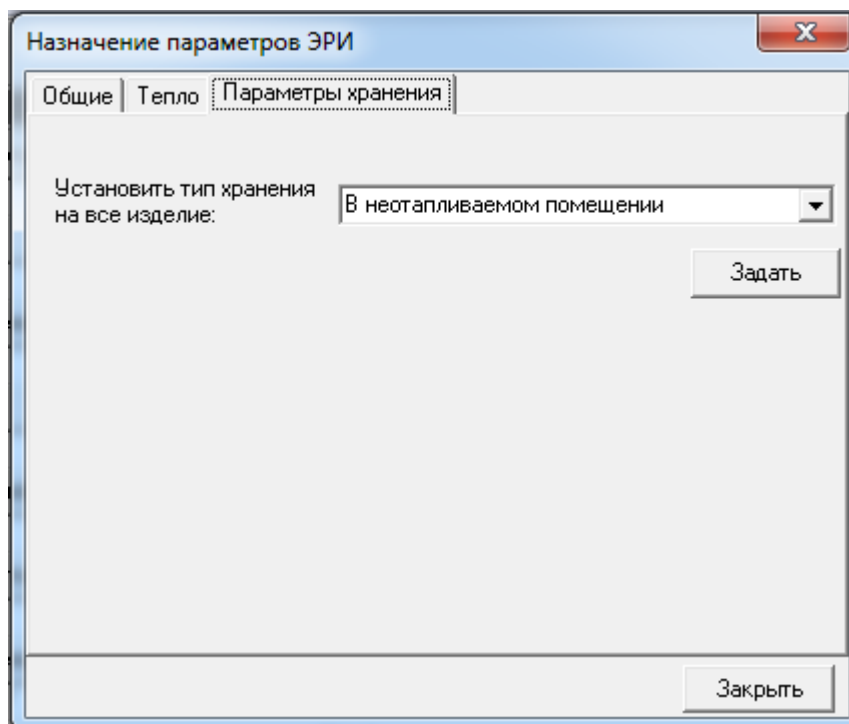 Назначение параметров ЭРИ
Общие Тепло Параметры хранения
Установить тип хранения
на все изделие:
В неотапливаемом помещении
Задать
Закрыть